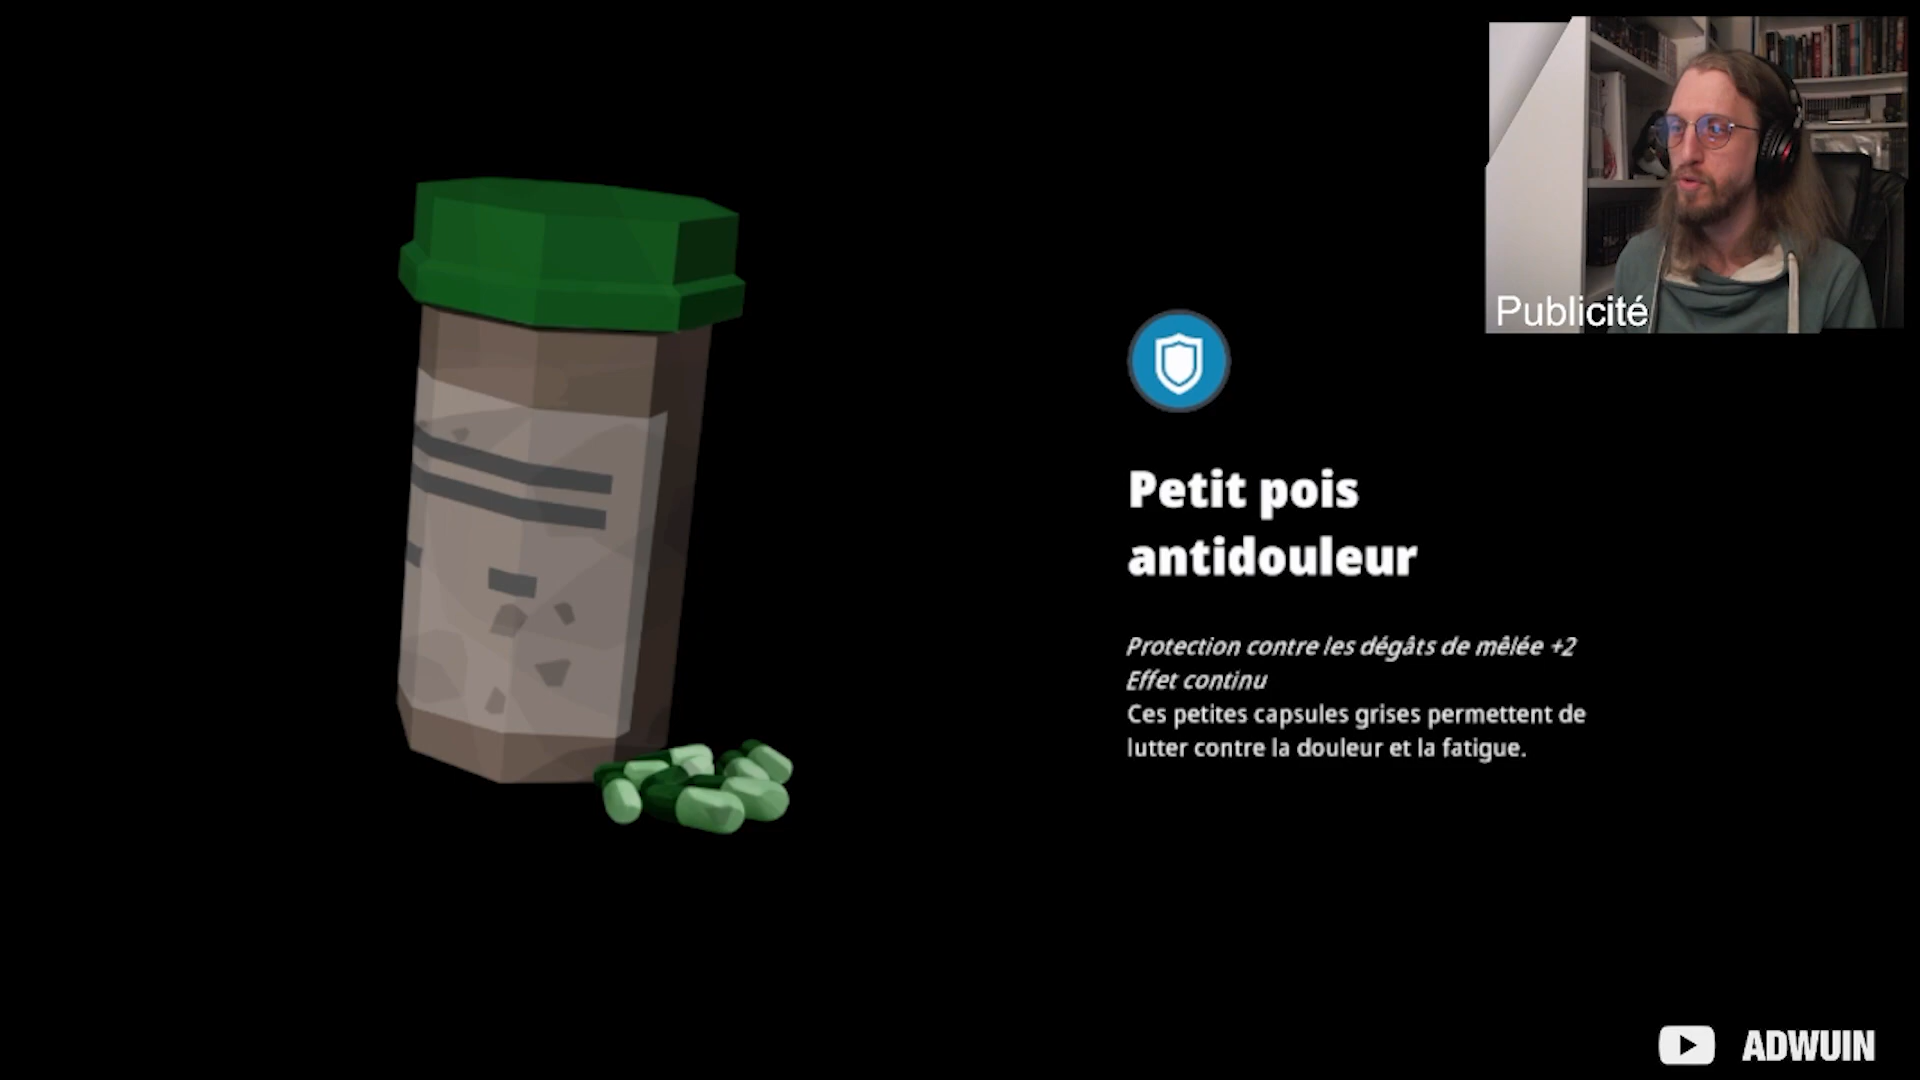 Publicité
Petit pois
antidouleur
Protection contre les dégâts de mêlée +2
Effet continu
Ces petites capsules grises permettent de
lutter contre la douleur et la fatigue.
ADWUIN